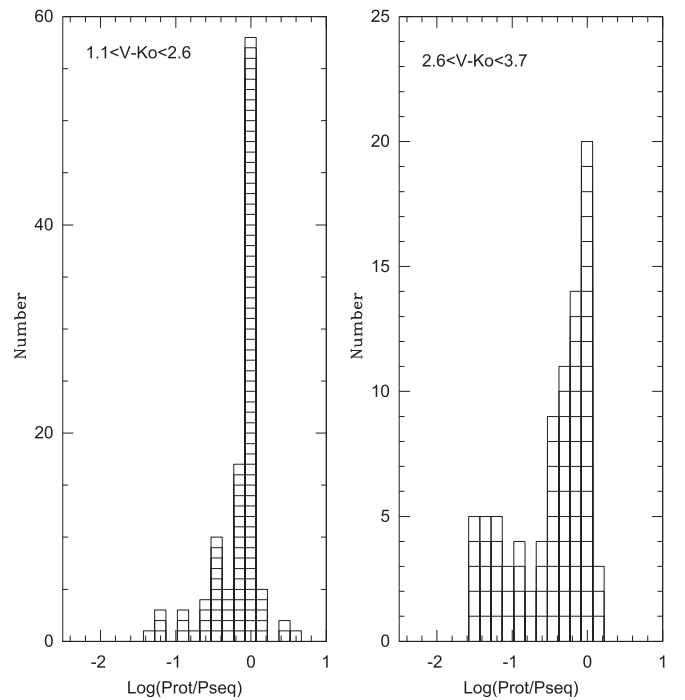 60
40
20
0
Number
1.1<V-Ko<2.6
-2 -1 0 1
Log(Prot/Pseq)
25
20
15
10
5
0
Number
2.6<V-Ko<3.7
-2 -1 0 1
Log(Prot/Pseq)